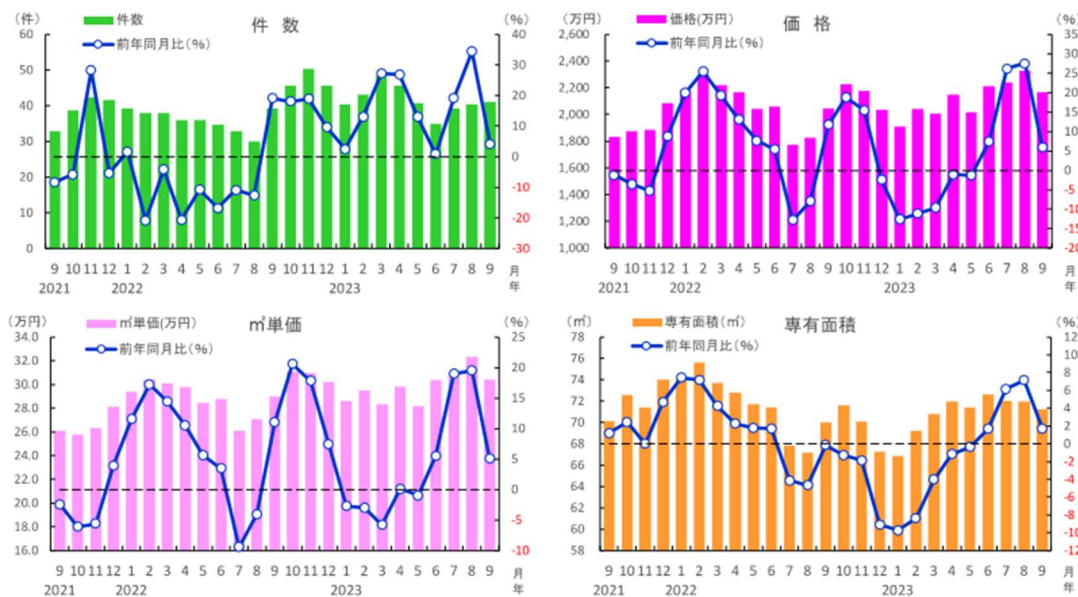 (件) 件数 件 数 (%)
前年同月比(%)
60 50 40 30 20 10 0
40 30 20 10 0 -10 -20 -30
9 10 11 12 1 2 3 4 5 6 7 8 9 10 11 12 1 2 3 4 5 6 7 8 9 月
2021 2022 2023 年
(万円) 価格(万円) 価 格 (%)
前年同月比(%)
2,600 2,400 2,200 2,000 1,800 1,600 1,400 1,200 1,000
35 30 25 20 15 10 5 0 -5 -10 -15 -20
9 10 11 12 1 2 3 4 5 6 7 8 9 10 11 12 1 2 3 4 5 6 7 8 9 月
2021 2022 2023 年
(万円) ㎡単価(万円) ㎡単価 (%)
前年同月比(%)
34.0 32.0 30.0 28.0 26.0 24.0 22.0 20.0 18.0 16.0
25 20 15 10 5 0 -5 -10
9 10 11 12 1 2 3 4 5 6 7 8 9 10 11 12 1 2 3 4 5 6 7 8 9 月
2021 2022 2023 年
(㎡) 専有面積(㎡) 専有面積 (%)
前年同月比(%)
78 76 74 72 70 68 66 64 62 60 58
12 10 8 6 4 2 0 -2 -4 -6 -8 -10 -12
9 10 11 12 1 2 3 4 5 6 7 8 9 10 11 12 1 2 3 4 5 6 7 8 9 月
2021 2022 2023 年